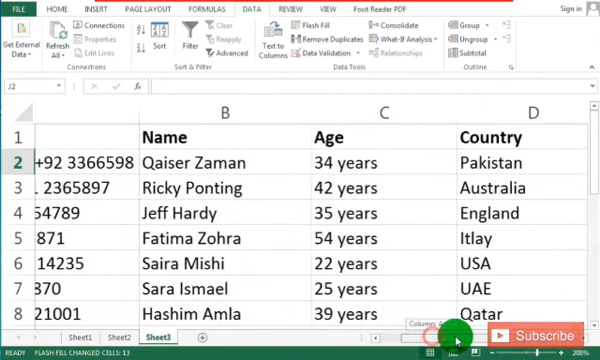 FILE HOME INSERT PAGE LAYOUT FORMULAS DATA REVIEW VIEW Foxit Reader PDF Sign in
Get External Data
Refresh All
Connections
Properties
Edit Links
Connections
Sort
Filter
Clear
Reapply
Advanced
Sort & Filter
Text to Columns
Flash Fill
Remove Duplicates
Data Validation
Consolidate
What-If Analysis
Relationships
Data Tools
Group
Ungroup
Subtotal
Outline
J2 fx
B C D
1 Name Age Country
2 +92 3366598 Qaiser Zaman 34 years Pakistan
3 2365897 Ricky Ponting 42 years Australia
4 54789 Jeff Hardy 35 years England
5 871 Fatima Zohra 54 years Itlay
6 14235 Saira Mishi 22 years USA
7 870 Sara Ismael 25 years UAE
8 21001 Hashim Amla 39 years Qatar
Column: A
Sheet1 Sheet2 Sheet3
Subscribe
READY FLASH FILL CHANGED CELLS: 13 208%